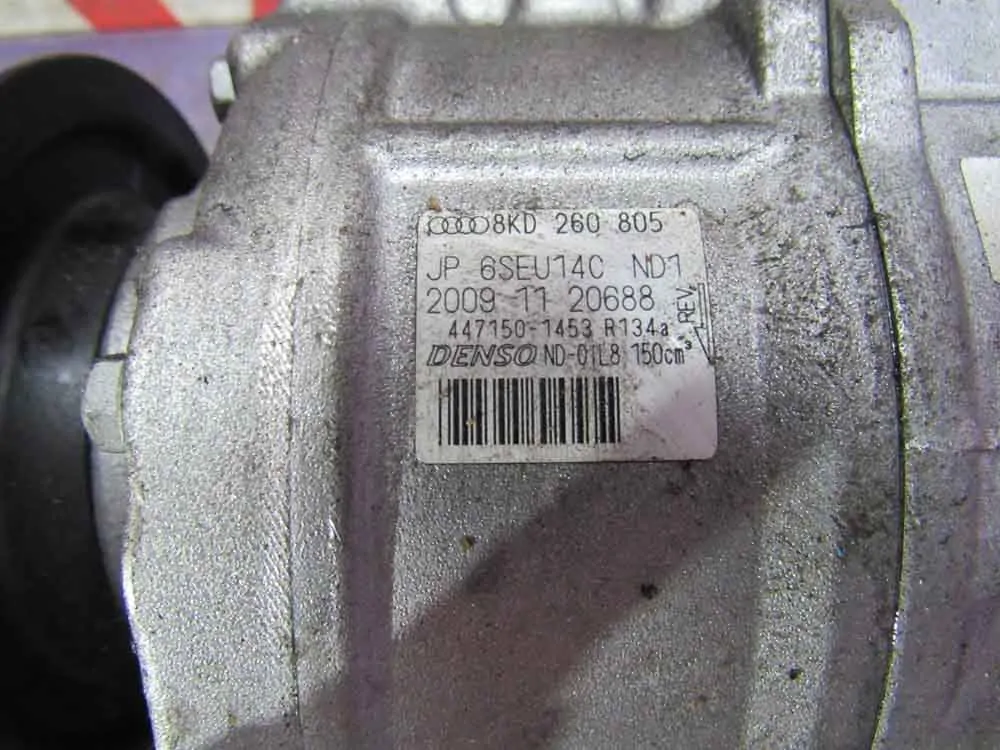 8KD 260 805
JP 6SEU14C ND1
2009 11 20688
447150-1453 R134a
DENSO ND-OIL8 150cm³
REV.